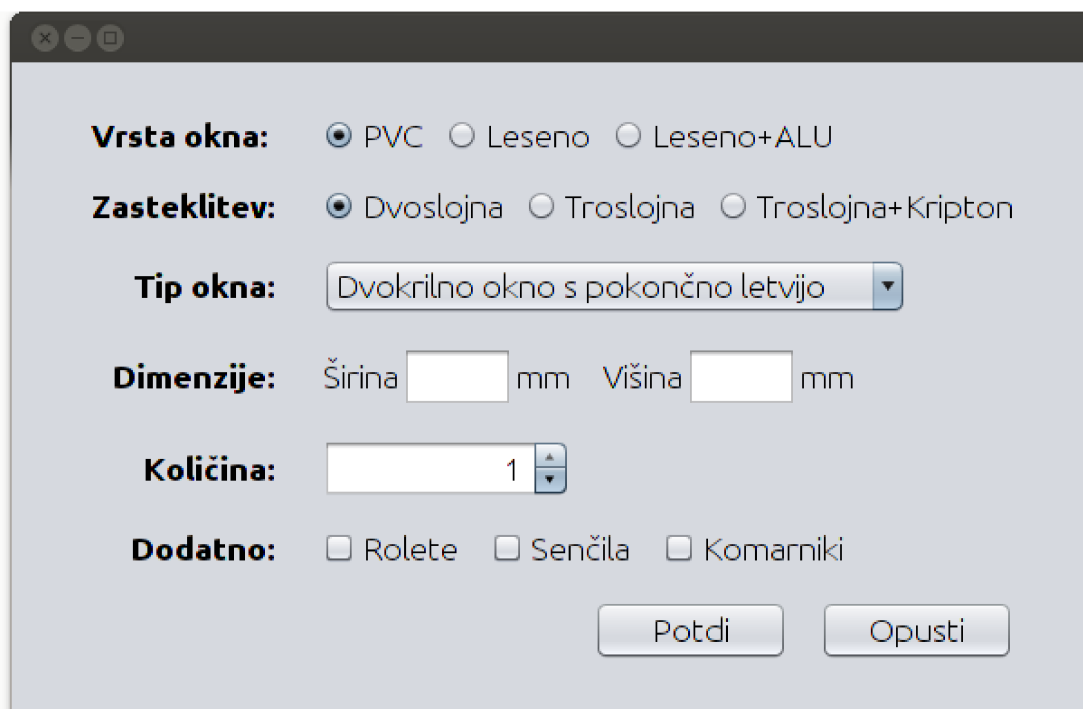 Vrsta okna: PVC Leseno Leseno+ALU
Zasteklitev: Dvoslojna Troslojna Troslojna+Kripton
Tip okna: Dvokrilno okno s pokončno letvijo
Dimenzije: Širina mm Višina mm
Količina: 1
Dodatno: Rolete Senčila Komarniki
Potdi Opusti